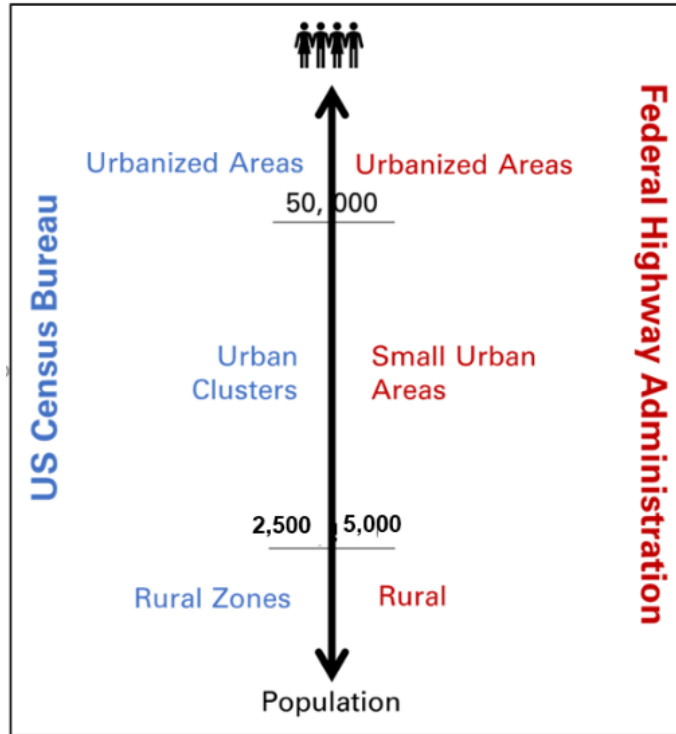 Urbanized Areas
Urbanized Areas
50,000
US Census Bureau
Federal Highway Administration
Urban
Clusters
Small Urban
Areas
2,500
5,000
Rural Zones
Rural
Population